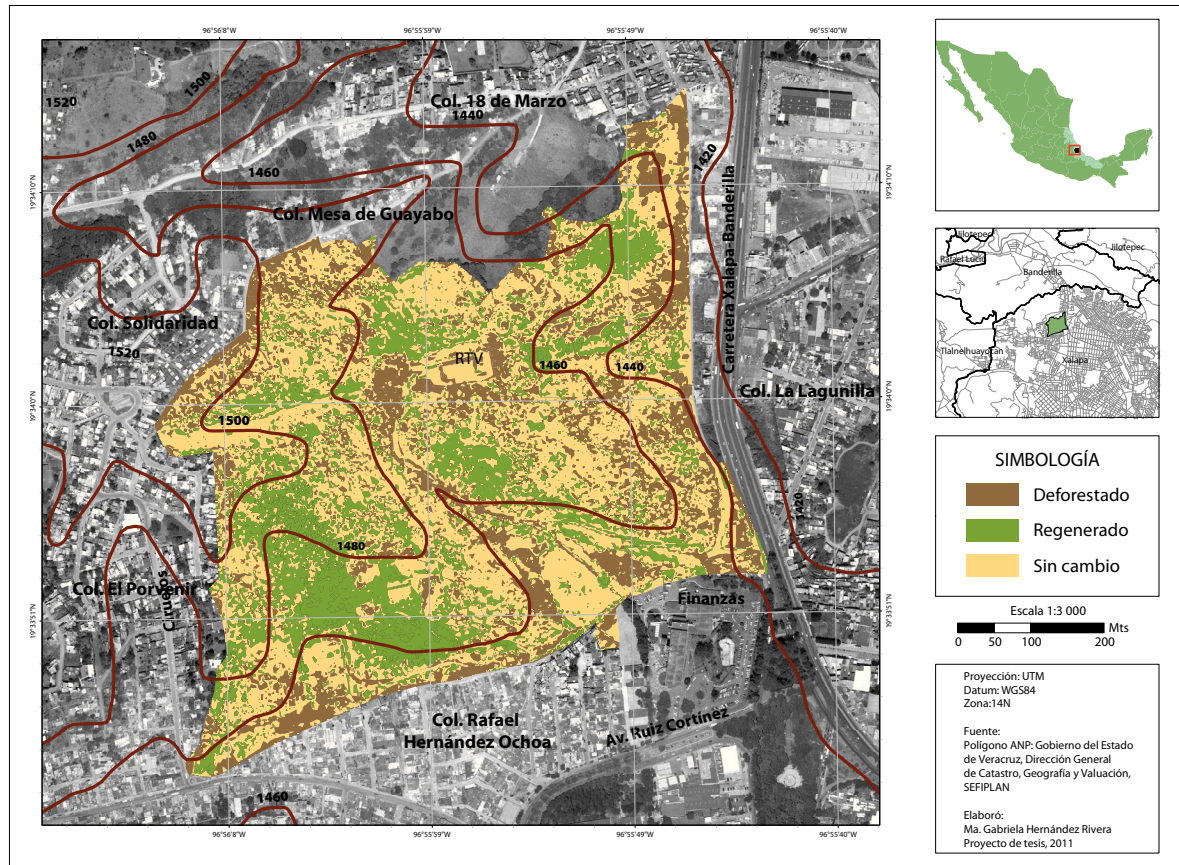 96°56'8"W
96°55'59"W
96°55'49"W
96°55'40"W
19°34'10"N
19°34'0"N
19°33'51"N
1520
1500
1480
Col. 18 de Marzo
1440
1420
1460
Col. Mesa de Guayabo
Carretera Xalapa-Banderilla
Col. Solidaridad
1520
RTV
1460
1440
Col. La Lagunilla
1500
1420
1480
Col. El Porvenir
Ciruelos
Finanzas
Col. Rafael
Hernández Ochoa
Av. Ruiz Cortínez
1460
19°34'10"N
19°34'0"N
19°33'51"N
96°56'8"W
96°55'59"W
96°55'49"W
96°55'40"W
Jilotepec
Jilotepec
Rafael Lucio
Banderilla
Tlalnelhuayocan
Xalapa
SIMBOLOGÍA
Deforestado
Regenerado
Sin cambio
Escala 1:3 000
Mts
0 50 100 200
Proyección: UTM
Datum: WGS84
Zona:14N
Fuente:
Polígono ANP: Gobierno del Estado
de Veracruz, Dirección General
de Catastro, Geografía y Valuación,
SEFIPLAN
Elaboró:
Ma. Gabriela Hernández Rivera
Proyecto de tesis, 2011